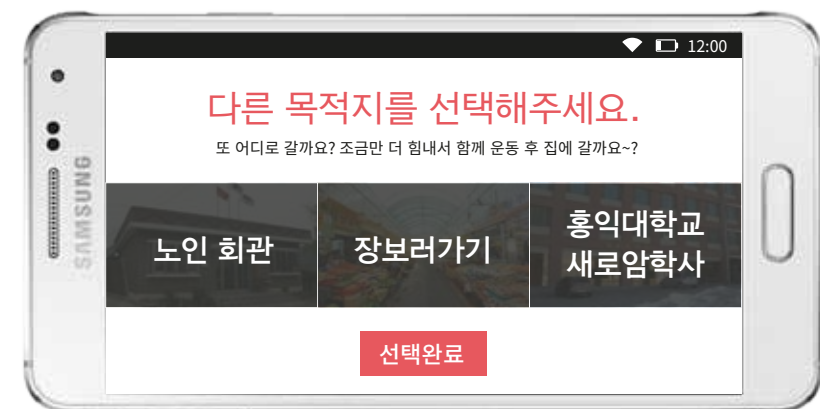 12:00
다른 목적지를 선택해주세요.
또 어디로 갈까요? 조금만 더 힘내서 함께 운동 후 집에 갈까요~?
SAMSUNG
노인 회관
장보러가기
홍익대학교
새로암학사
선택완료